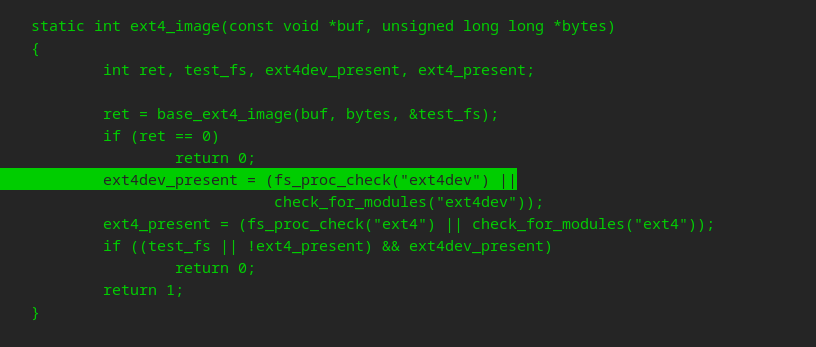 static int ext4_image(const void *buf, unsigned long long *bytes)
{
        int ret, test_fs, ext4dev_present, ext4_present;

        ret = base_ext4_image(buf, bytes, &test_fs);
        if (ret == 0)
                return 0;
        ext4dev_present = (fs_proc_check("ext4dev") ||
                           check_for_modules("ext4dev"));
        ext4_present = (fs_proc_check("ext4") || check_for_modules("ext4"));
        if ((test_fs || !ext4_present) && ext4dev_present)
                return 0;
        return 1;
}